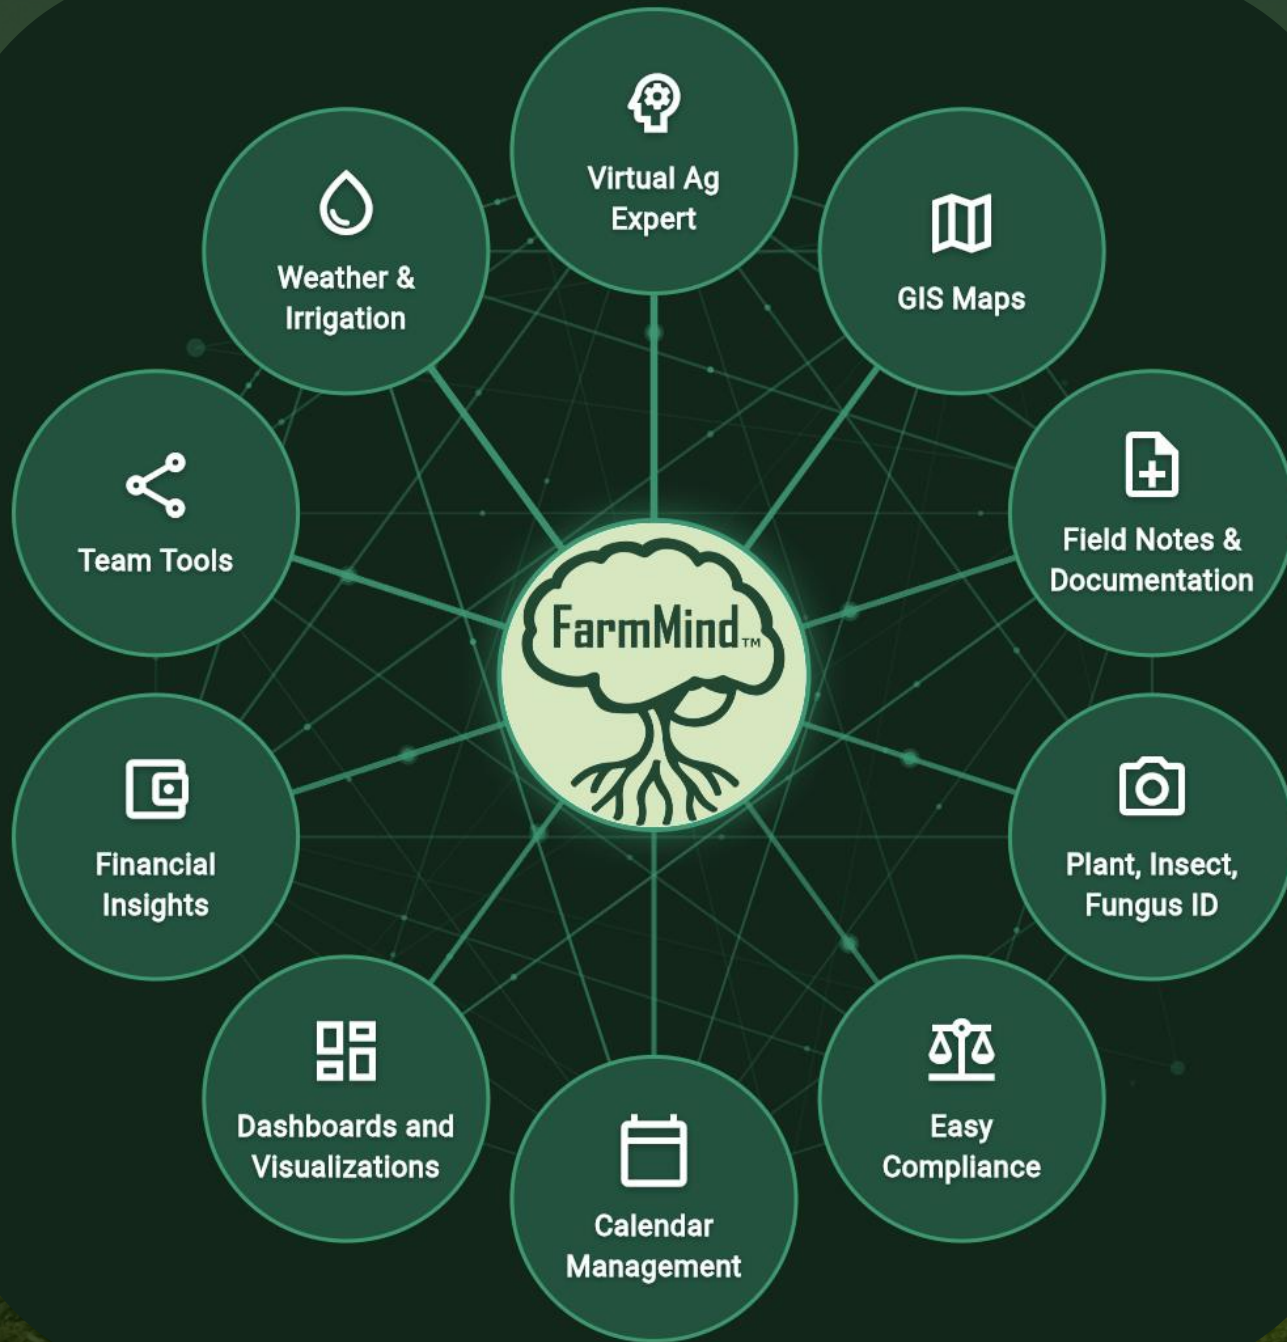 Virtual Ag
Expert
Weather &
Irrigation
GIS Maps
Team Tools
Field Notes &
Documentation
FarmMind™
Financial
Insights
Plant, Insect,
Fungus ID
Dashboards and
Visualizations
Easy
Compliance
Calendar
Management